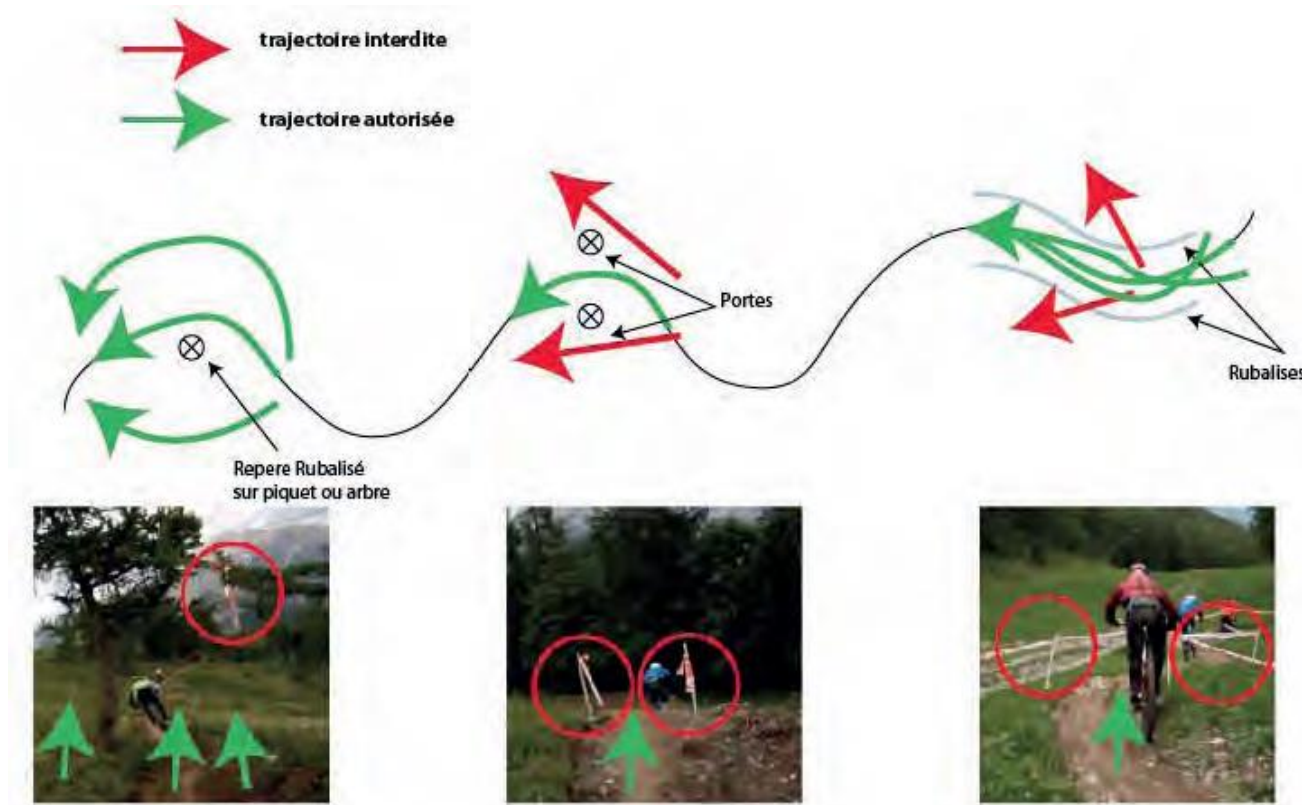 trajectoire interdite
trajectoire autorisée
Portes
Rubalises
Repere Rubalisé
sur piquet ou arbre